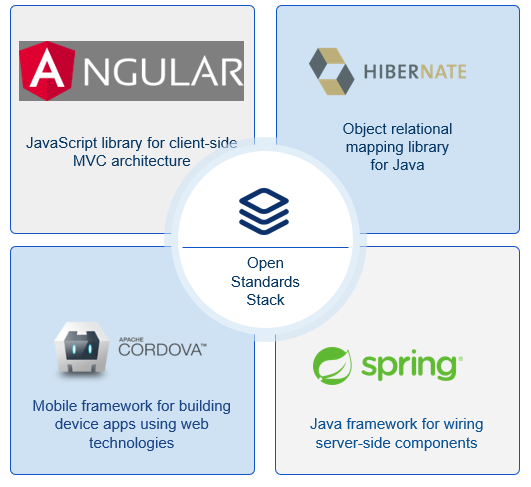 ANGULAR
JavaScript library for client-side
MVC architecture
HIBERNATE
Object relational
mapping library
for Java
Open
Standards
Stack
APACHE
CORDOVA™
Mobile framework for building
device apps using web
technologies
spring®
Java framework for wiring
server-side components